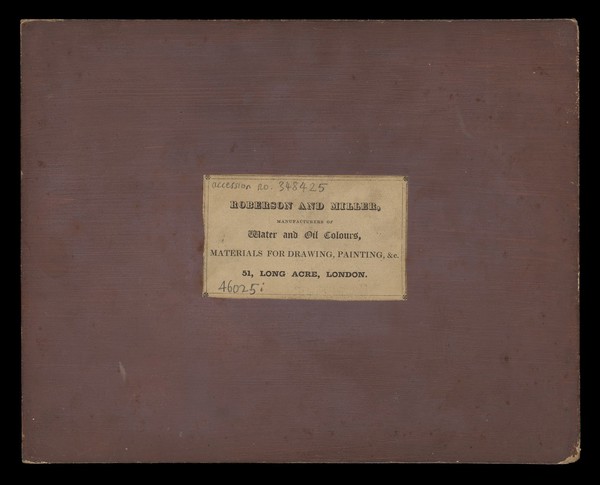 accession no. 348425
ROBERSON AND MILLER,
MANUFACTURERS OF
Water and Oil Colours,
MATERIALS FOR DRAWING, PAINTING, &c.
51, LONG ACRE, LONDON.
46025i